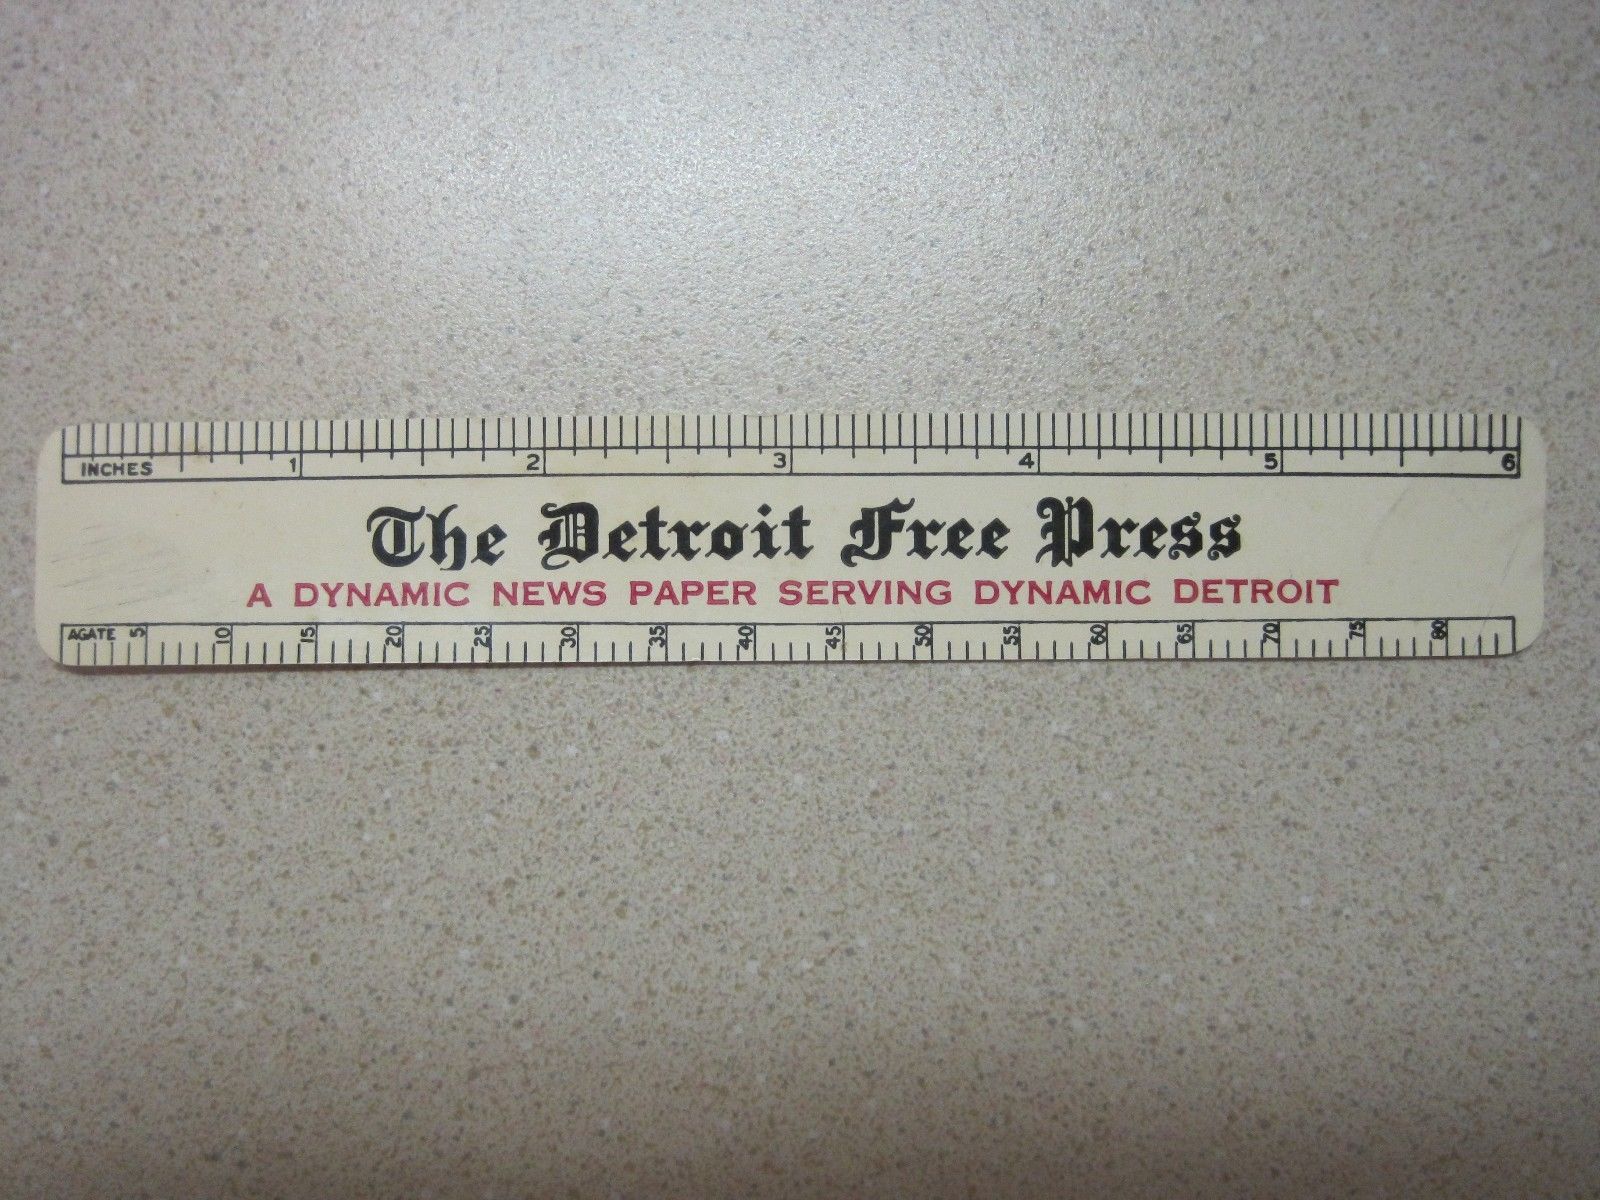 INCHES 1 2 3 4 5 6
The Detroit Free Press
A DYNAMIC NEWS PAPER SERVING DYNAMIC DETROIT
AGATE 5 10 15 20 25 30 35 40 45 50 55 60 65 70 75 80